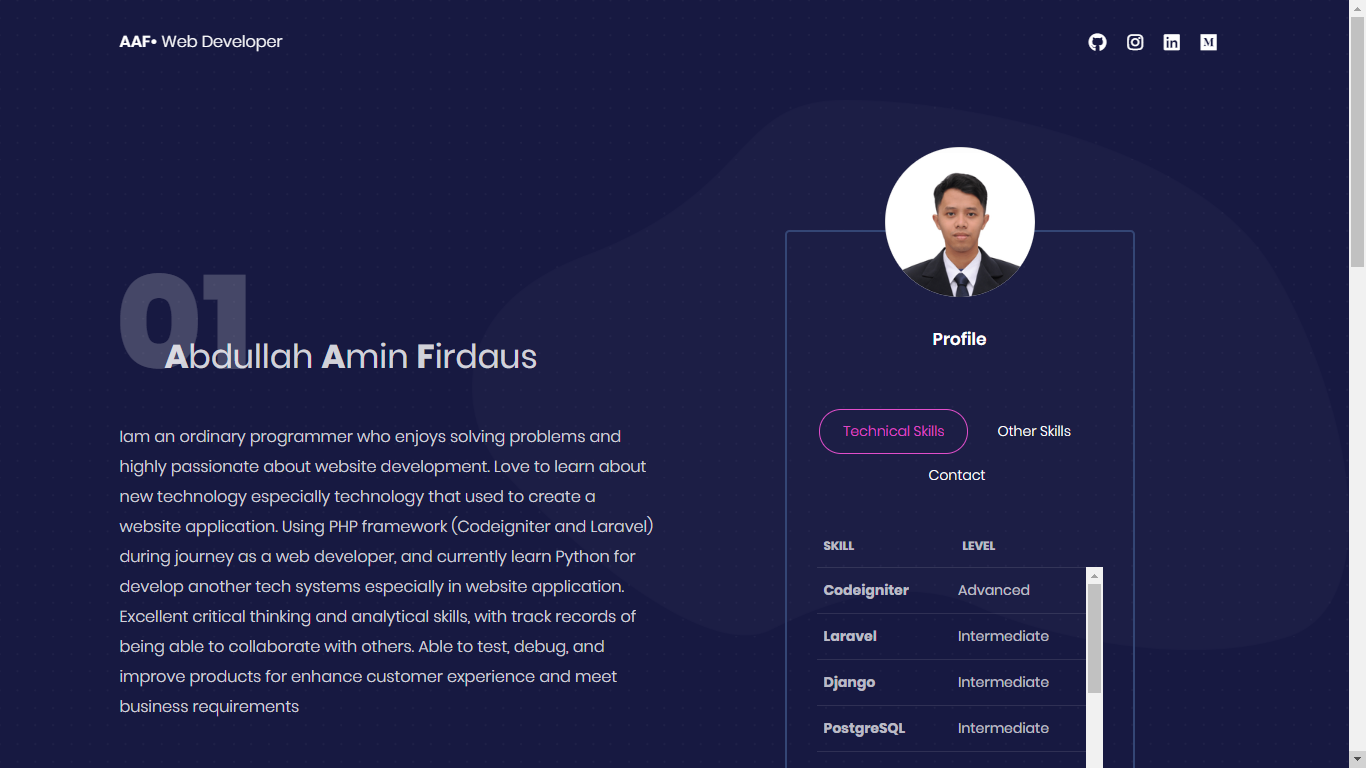 AAF• Web Developer
01
Abdullah Amin Firdaus
Iam an ordinary programmer who enjoys solving problems and
highly passionate about website development. Love to learn about
new technology especially technology that used to create a
website application. Using PHP framework (Codeigniter and Laravel)
during journey as a web developer, and currently learn Python for
develop another tech systems especially in website application.
Excellent critical thinking and analytical skills, with track records of
being able to collaborate with others. Able to test, debug, and
improve products for enhance customer experience and meet
business requirements
Profile
Technical Skills Other Skills
Contact
SKILL LEVEL
Codeigniter Advanced
Laravel Intermediate
Django Intermediate
PostgreSQL Intermediate